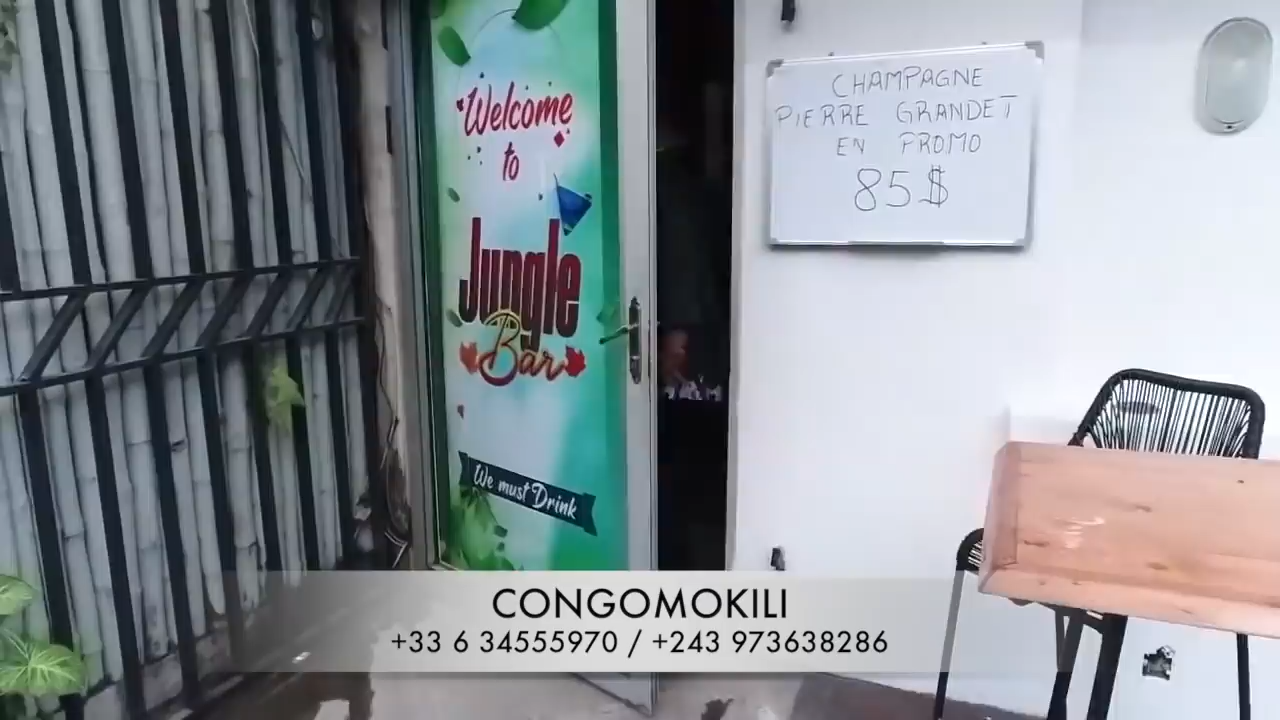 Welcome
to
Jungle
Bar
We must Drink
CHAMPAGNE
PIERRE GRANDET
EN PROMO
85$
CONGOMOKILI
+33 6 34555970 / +243 973638286